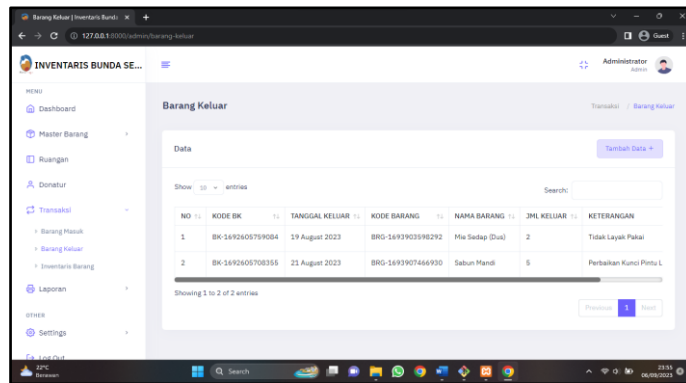 Barang Keluar | Inventaris Bunda
127.0.0.1:8000/admin/barang-keluar
Guest
INVENTARIS BUNDA SE...
Administrator
Admin
MENU
Dashboard
Master Barang
Ruangan
Donatur
Transaksi
Barang Masuk
Barang Keluar
Inventaris Barang
Laporan
OTHER
Settings
Log Out
Barang Keluar
Transaksi / Barang Keluar
Data
Tambah Data +
Show 10 entries
Search:
NO KODE BK TANGGAL KELUAR KODE BARANG NAMA BARANG JML KELUAR KETERANGAN
1 BK-1692605759084 19 August 2023 BRG-1693903598292 Mie Sedap (Dus) 2 Tidak Layak Pakai
2 BK-1692605708355 21 August 2023 BRG-1693907466930 Sabun Mandi 5 Perbaikan Kunci Pintu L
Showing 1 to 2 of 2 entries
Previous 1 Next
22°C
Berawan
Search
23:55
06/09/2023